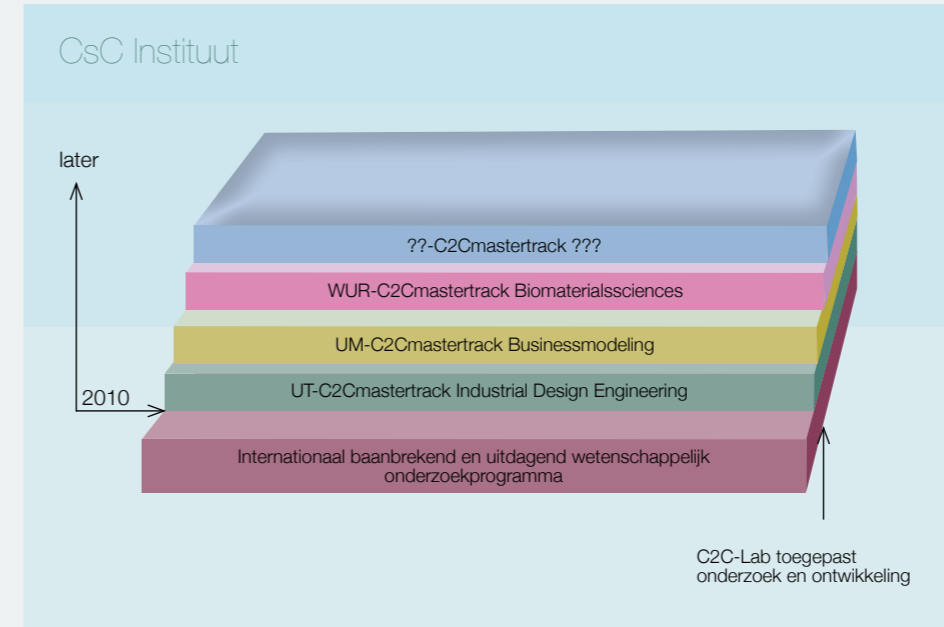 CsC Instituut
later
??-C2Cmastertrack ???
WUR-C2Cmastertrack Biomaterialssciences
UM-C2Cmastertrack Businessmodeling
UT-C2Cmastertrack Industrial Design Engineering
2010
Internationaal baanbrekend en uitdagend wetenschappelijk
onderzoekprogramma
C2C-Lab toegepast
onderzoek en ontwikkeling